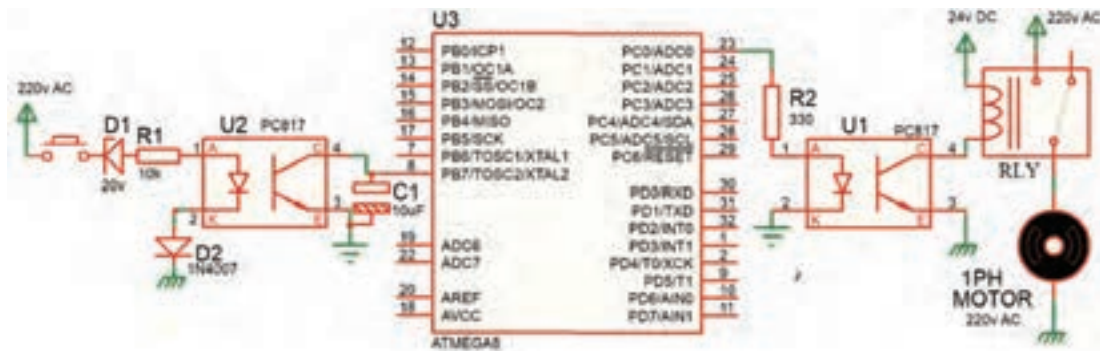 U3
220v AC
D1
20v
R1
10k
U2
PC817
1
2
4
3
A
K
C
E
D2
1N4007
C1
10uF
12 PB0/ICP1
13 PB1/OC1A
14 PB2/SS/OC1B
15 PB3/MOSI/OC2
16 PB4/MISO
17 PB5/SCK
7 PB6/TOSC1/XTAL1
8 PB7/TOSC2/XTAL2
19 ADC6
22 ADC7
20 AREF
18 AVCC
ATMEGA8
PC0/ADC0 23
PC1/ADC1 24
PC2/ADC2 25
PC3/ADC3 26
PC4/ADC4/SDA 27
PC5/ADC5/SCL 28
PC6/RESET 29
PD0/RXD 30
PD1/TXD 31
PD2/INT0 32
PD3/INT1 1
PD4/T0/XCK 2
PD5/T1 9
PD6/AIN0 10
PD7/AIN1 11
R2
330
U1
PC817
1
2
4
3
A
K
C
E
24v DC
220v AC
RLY
1PH
MOTOR
220v AC